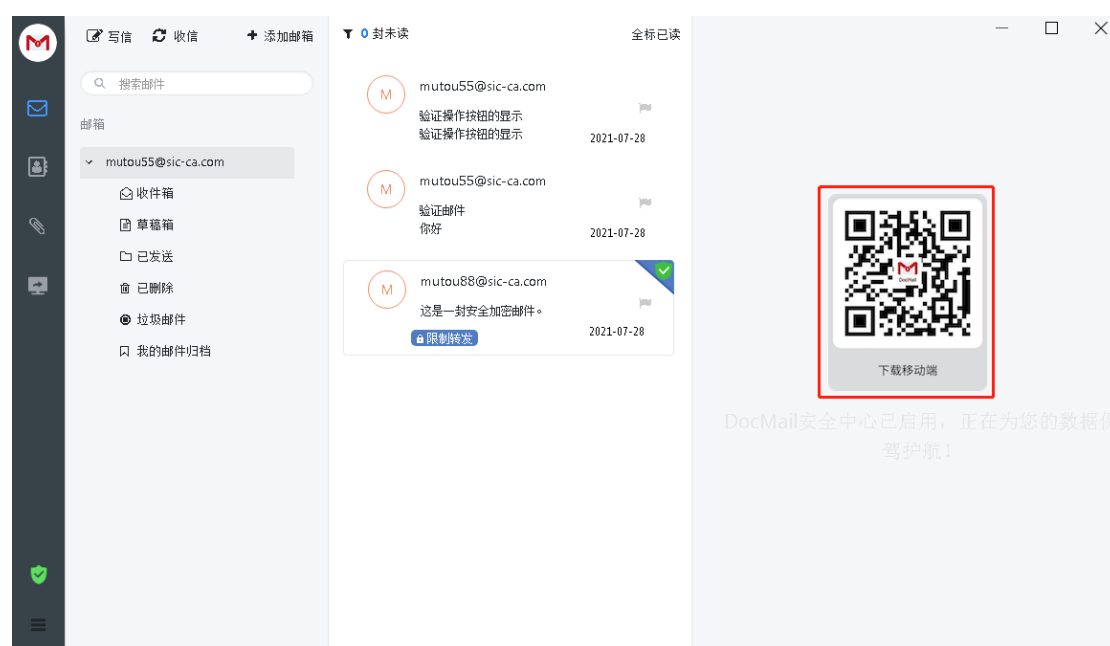 写信 收信 添加邮箱
搜索邮件
邮箱
mutou55@sic-ca.com
收件箱
草稿箱
已发送
已删除
垃圾邮件
我的邮件归档
0 封未读 全标已读
M
mutou55@sic-ca.com
验证操作按钮的显示
验证操作按钮的显示
2021-07-28
M
mutou55@sic-ca.com
验证邮件
你好
2021-07-28
M
mutou88@sic-ca.com
这是一封安全加密邮件。
限制转发
2021-07-28
DocMail
下载移动端
DocMail安全中心已启用，正在为您的数据保
驾护航！